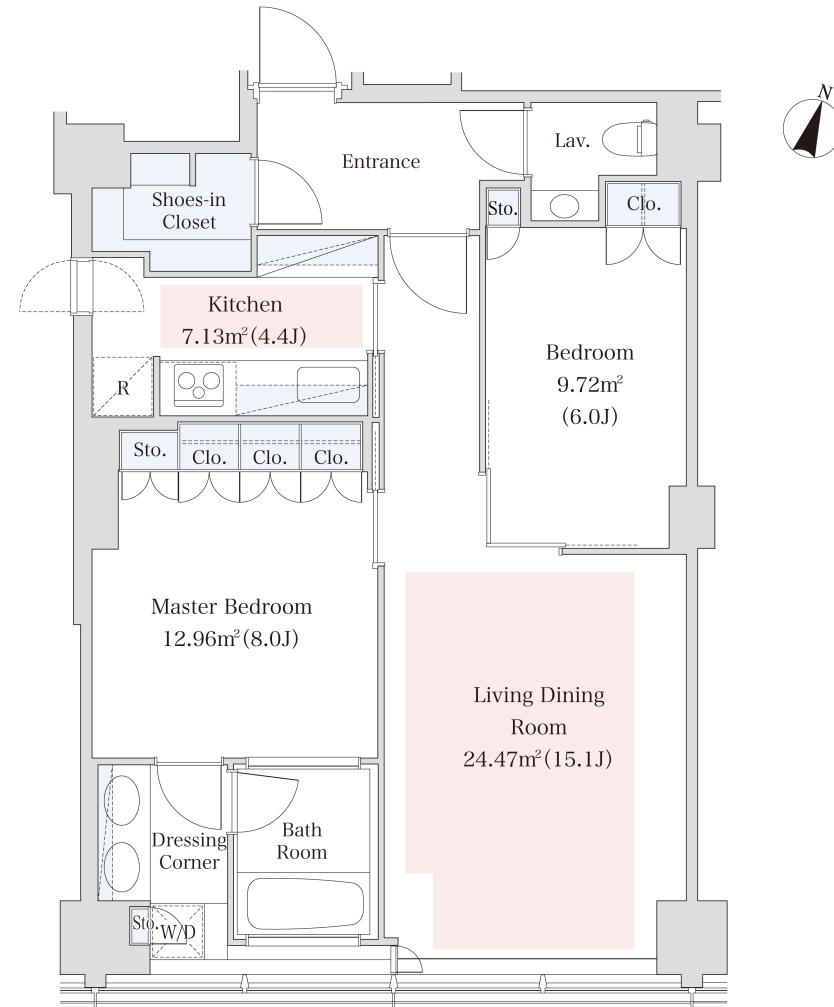 N
Lav.
Entrance
Shoes-in
Closet
Sto.
Clo.
Kitchen
7.13m²(4.4J)
Bedroom
9.72m²
(6.0J)
R
Sto.
Clo.
Clo.
Clo.
Master Bedroom
12.96m²(8.0J)
Living Dining
Room
24.47m²(15.1J)
Dressing
Corner
Bath
Room
Sto.
W/D